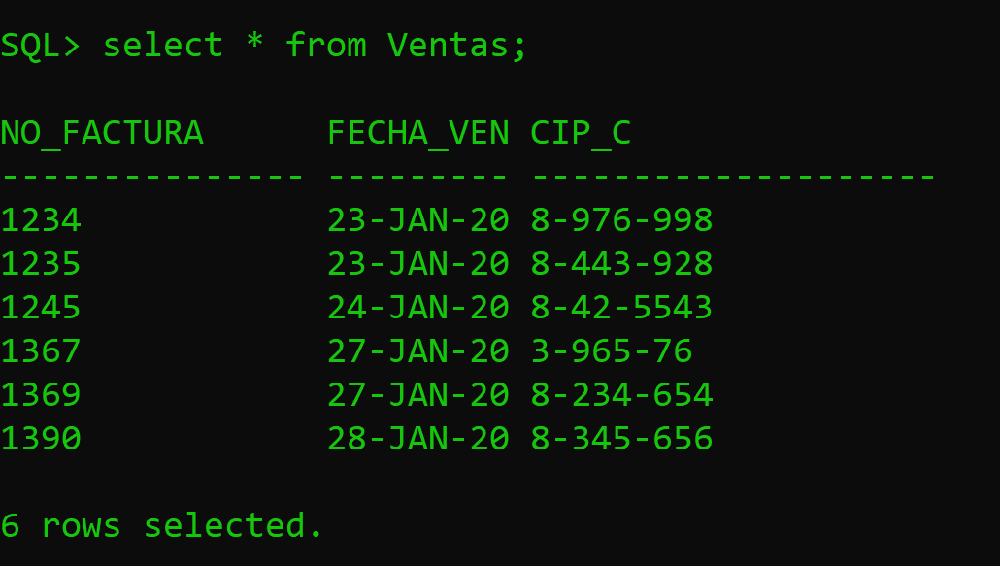 SQL> select * from Ventas;
NO_FACTURA FECHA_VEN CIP_C
--------------- --------- --------------------
1234 23-JAN-20 8-976-998
1235 23-JAN-20 8-443-928
1245 24-JAN-20 8-42-5543
1367 27-JAN-20 3-965-76
1369 27-JAN-20 8-234-654
1390 28-JAN-20 8-345-656
6 rows selected.